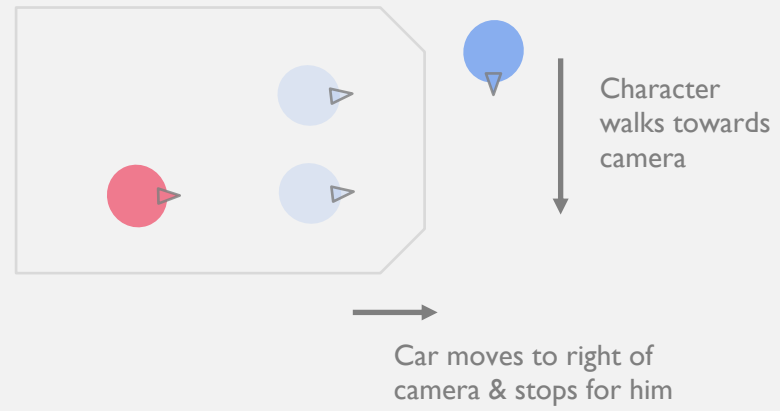 Character
walks towards
camera
Car moves to right of
camera & stops for him